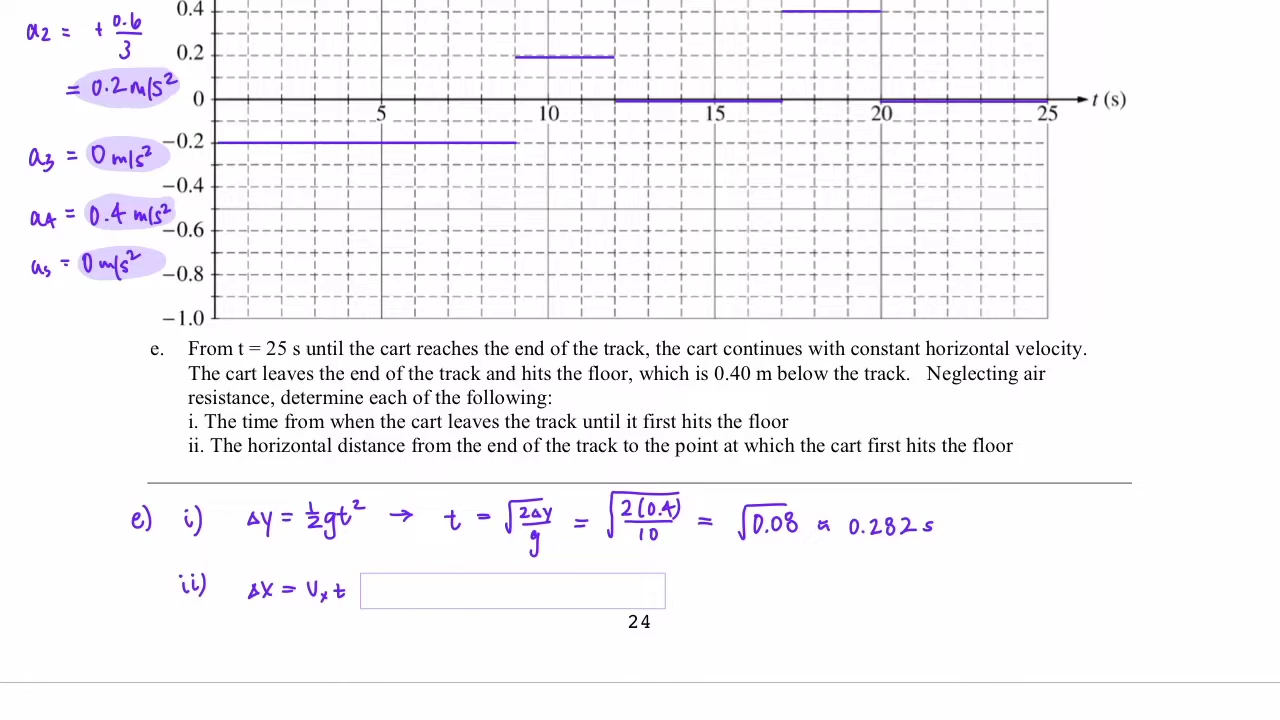 0.4
a2 = + 0.6/3
0.2
= 0.2 m/s²
0
5 10 15 20 25
t (s)
a3 = 0 m/s²
−0.2
−0.4
a4 = 0.4 m/s²
−0.6
a5 = 0 m/s²
−0.8
−1.0
e. From t = 25 s until the cart reaches the end of the track, the cart continues with constant horizontal velocity.
The cart leaves the end of the track and hits the floor, which is 0.40 m below the track. Neglecting air
resistance, determine each of the following:
i. The time from when the cart leaves the track until it first hits the floor
ii. The horizontal distance from the end of the track to the point at which the cart first hits the floor
e) i) Δy = ½gt² → t = √(2Δy/g) = √(2(0.4)/10) = √0.08 ≈ 0.282 s
ii) Δx = Vx t
24